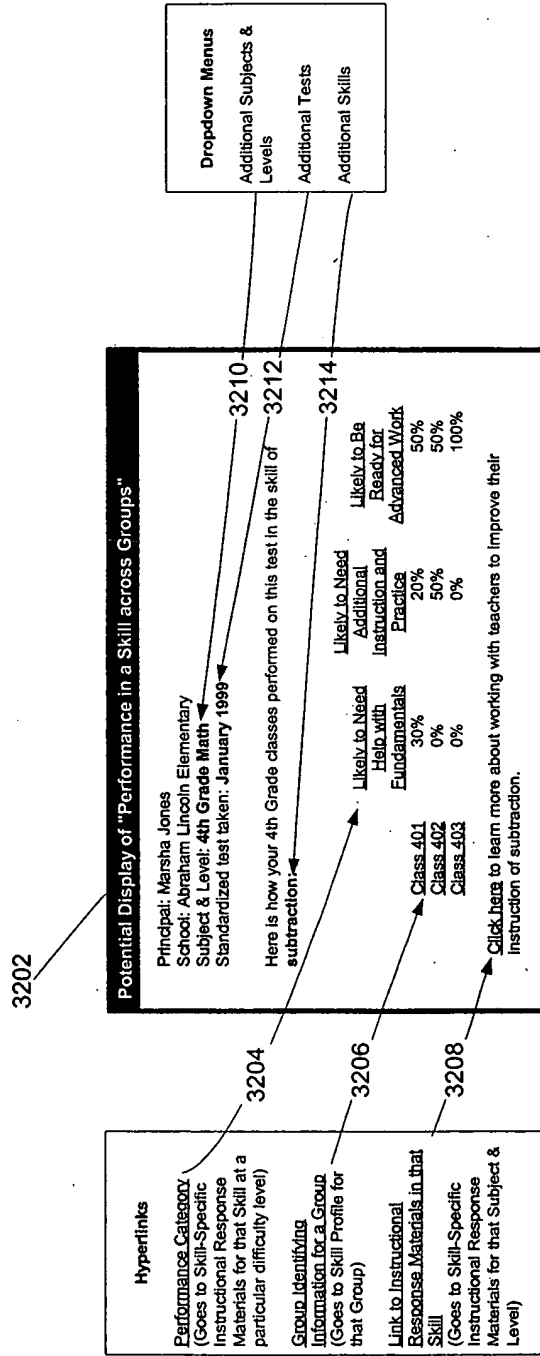 3202
Hyperlinks
Performance Category
(Goes to Skill-Specific
Instructional Response
Materials for that Skill at a
particular difficulty level)
Group Identifying
Information for a Group
(Goes to Skill Profile for
that Group)
Link to Instructional
Response Materials in that
Skill
(Goes to Skill-Specific
Instructional Response
Materials for that Subject &
Level)
3204
3206
3208
Potential Display of "Performance in a Skill across Groups"
Principal: Marsha Jones
School: Abraham Lincoln Elementary
Subject & Level: 4th Grade Math
Standardized test taken: January 1999
Here is how your 4th Grade classes performed on this test in the skill of
subtraction:
Likely to Need
Help with
Fundamentals
Likely to Need
Additional
Instruction and
Practice
Likely to Be
Ready for
Advanced Work
Class 401 30% 20% 50%
Class 402 0% 50% 50%
Class 403 0% 0% 100%
Click here to learn more about working with teachers to improve their
instruction of subtraction.
3210
3212
3214
Dropdown Menus
Additional Subjects &
Levels
Additional Tests
Additional Skills